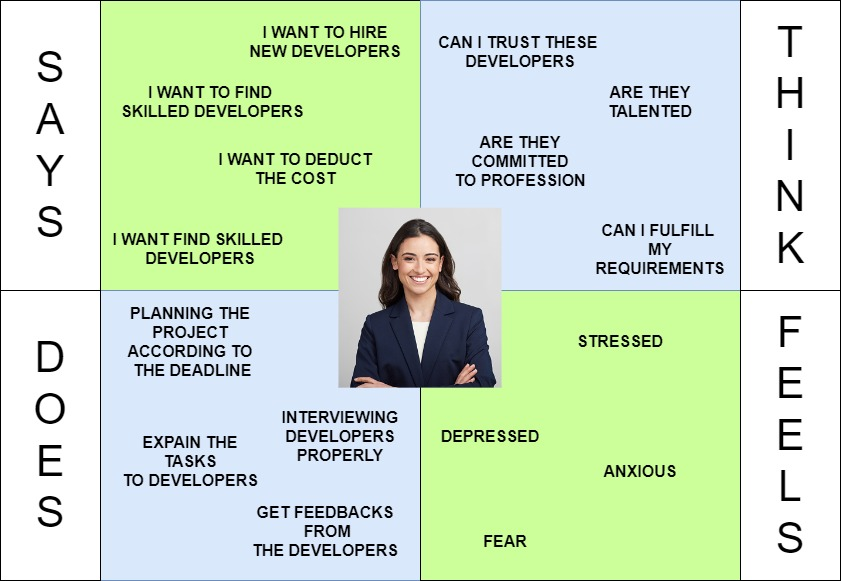 SAYS
I WANT TO HIRE
NEW DEVELOPERS
I WANT TO FIND
SKILLED DEVELOPERS
I WANT TO DEDUCT
THE COST
I WANT FIND SKILLED
DEVELOPERS
CAN I TRUST THESE
DEVELOPERS
ARE THEY
TALENTED
ARE THEY
COMMITTED
TO PROFESSION
CAN I FULFILL
MY
REQUIREMENTS
THINK
DOES
PLANNING THE
PROJECT
ACCORDING TO
THE DEADLINE
INTERVIEWING
DEVELOPERS
PROPERLY
EXPAIN THE
TASKS
TO DEVELOPERS
GET FEEDBACKS
FROM
THE DEVELOPERS
STRESSED
DEPRESSED
ANXIOUS
FEAR
FEELS